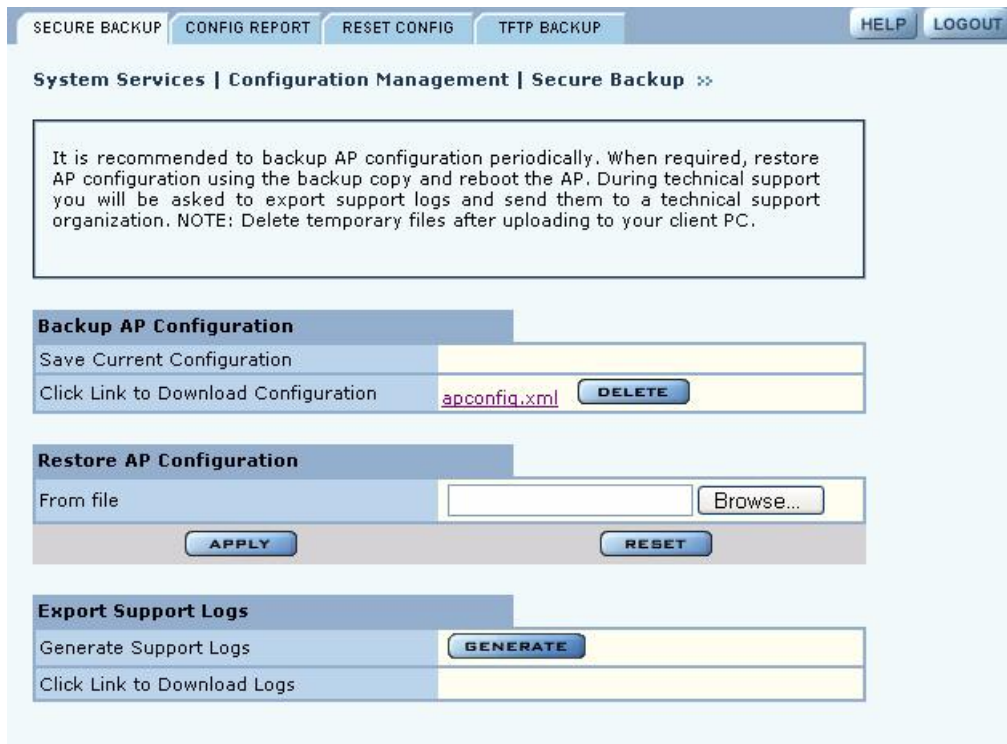 SECURE BACKUP CONFIG REPORT RESET CONFIG TFTP BACKUP HELP LOGOUT
System Services | Configuration Management | Secure Backup >>
It is recommended to backup AP configuration periodically. When required, restore
AP configuration using the backup copy and reboot the AP. During technical support
you will be asked to export support logs and send them to a technical support
organization. NOTE: Delete temporary files after uploading to your client PC.
Backup AP Configuration
Save Current Configuration
Click Link to Download Configuration apconfig.xml DELETE
Restore AP Configuration
From file Browse...
APPLY RESET
Export Support Logs
Generate Support Logs GENERATE
Click Link to Download Logs